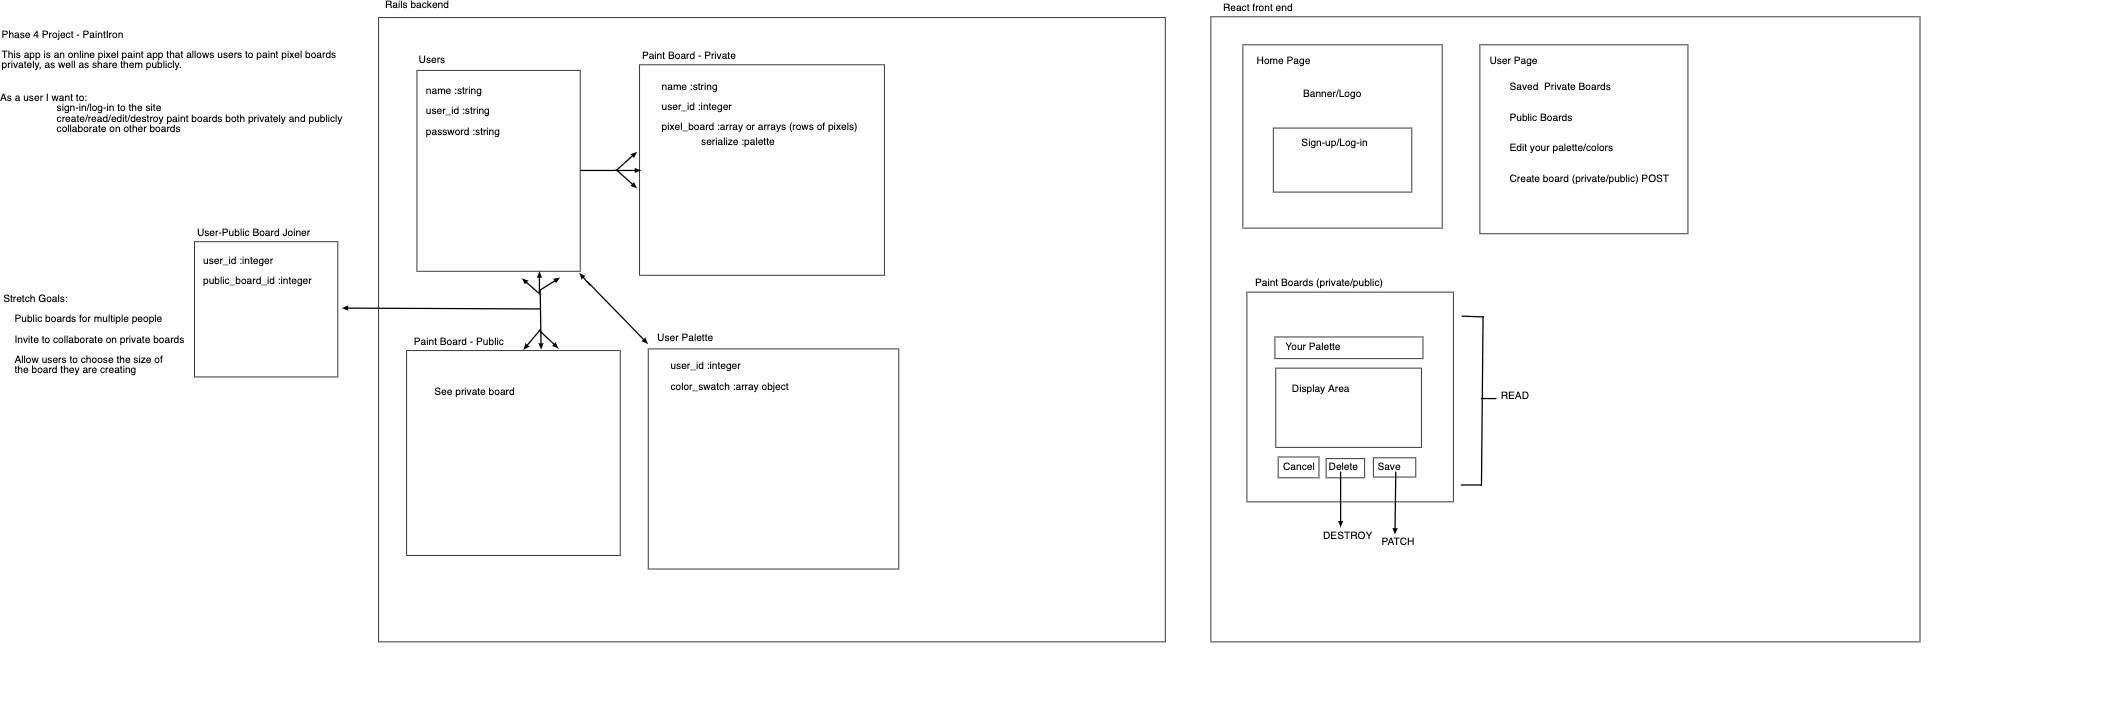 Phase 4 Project - PaintIron
This app is an online pixel paint app that allows users to paint pixel boards
privately, as well as share them publicly.
As a user I want to:
sign-in/log-in to the site
create/read/edit/destroy paint boards both privately and publicly
collaborate on other boards
User-Public Board Joiner
user_id :integer
public_board_id :integer
Stretch Goals:
Public boards for multiple people
Invite to collaborate on private boards
Allow users to choose the size of
the board they are creating
Rails backend
Users
name :string
user_id :string
password :string
Paint Board - Private
name :string
user_id :integer
pixel_board :array or arrays (rows of pixels)
serialize :palette
Paint Board - Public
See private board
User Palette
user_id :integer
color_swatch :array object
React front end
Home Page
Banner/Logo
Sign-up/Log-in
User Page
Saved  Private Boards
Public Boards
Edit your palette/colors
Create board (private/public) POST
Paint Boards (private/public)
Your Palette
Display Area
Cancel
Delete
Save
READ
DESTROY
PATCH